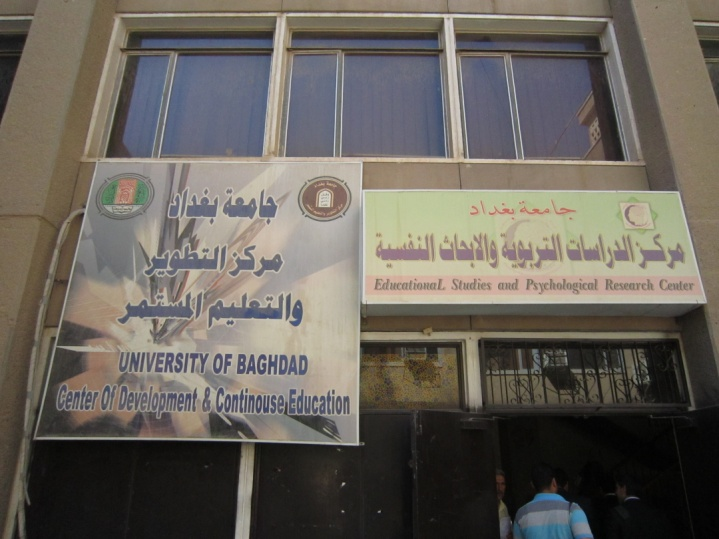 جامعة بغداد
مركز التطوير
والتعليم المستمر
UNIVERSITY OF BAGHDAD
Center Of Development & Continouse Education
جامعة بغداد
مركز الدراسات التربوية والابحاث النفسية
EducationaL Studies and Psychological Research Center